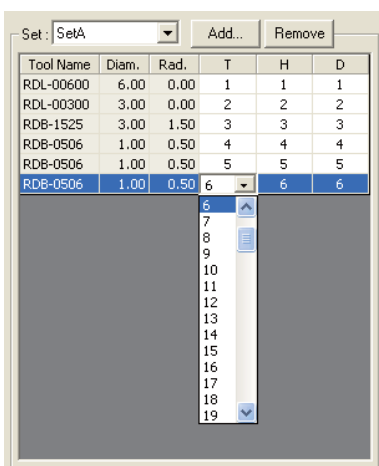 Set : SetA Add... Remove
Tool Name Diam. Rad. T H D
RDL-00600 6.00 0.00 1 1 1
RDL-00300 3.00 0.00 2 2 2
RDB-1525 3.00 1.50 3 3 3
RDB-0506 1.00 0.50 4 4 4
RDB-0506 1.00 0.50 5 5 5
RDB-0506 1.00 0.50 6 6 6
6
7
8
9
10
11
12
13
14
15
16
17
18
19